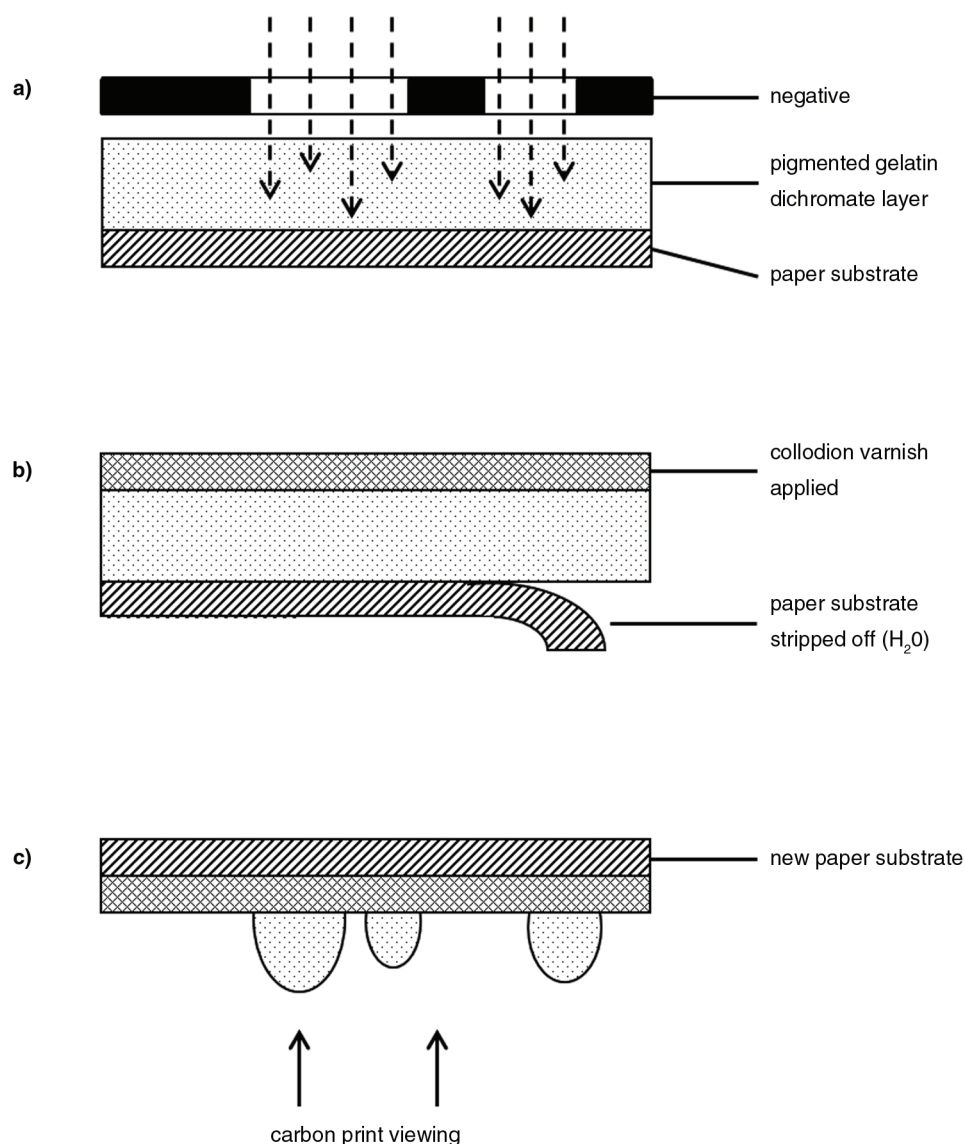 a)
negative
pigmented gelatin
dichromate layer
paper substrate
b)
collodion varnish
applied
paper substrate
stripped off (H₂0)
c)
new paper substrate
carbon print viewing